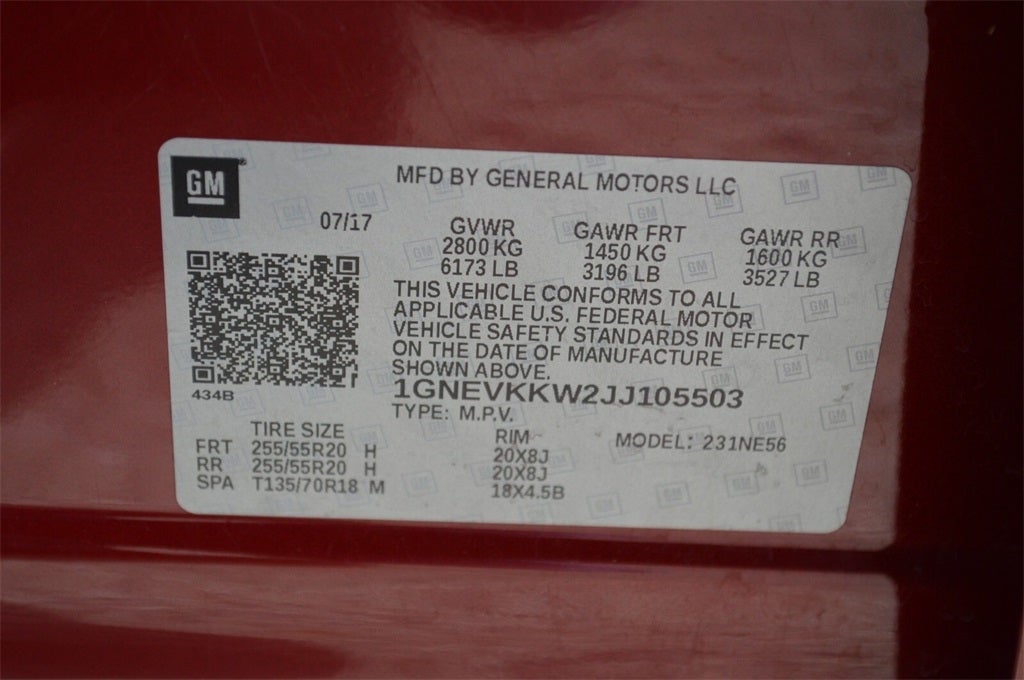 GM
MFD BY GENERAL MOTORS LLC
07/17
GVWR GAWR FRT GAWR RR
2800 KG 1450 KG 1600 KG
6173 LB 3196 LB 3527 LB
THIS VEHICLE CONFORMS TO ALL
APPLICABLE U.S. FEDERAL MOTOR
VEHICLE SAFETY STANDARDS IN EFFECT
ON THE DATE OF MANUFACTURE
SHOWN ABOVE.
434B
1GNEVKKW2JJ105503
TYPE: M.P.V.
TIRE SIZE RIM MODEL: 231NE56
FRT 255/55R20 H 20X8J
RR 255/55R20 H 20X8J
SPA T135/70R18 M 18X4.5B